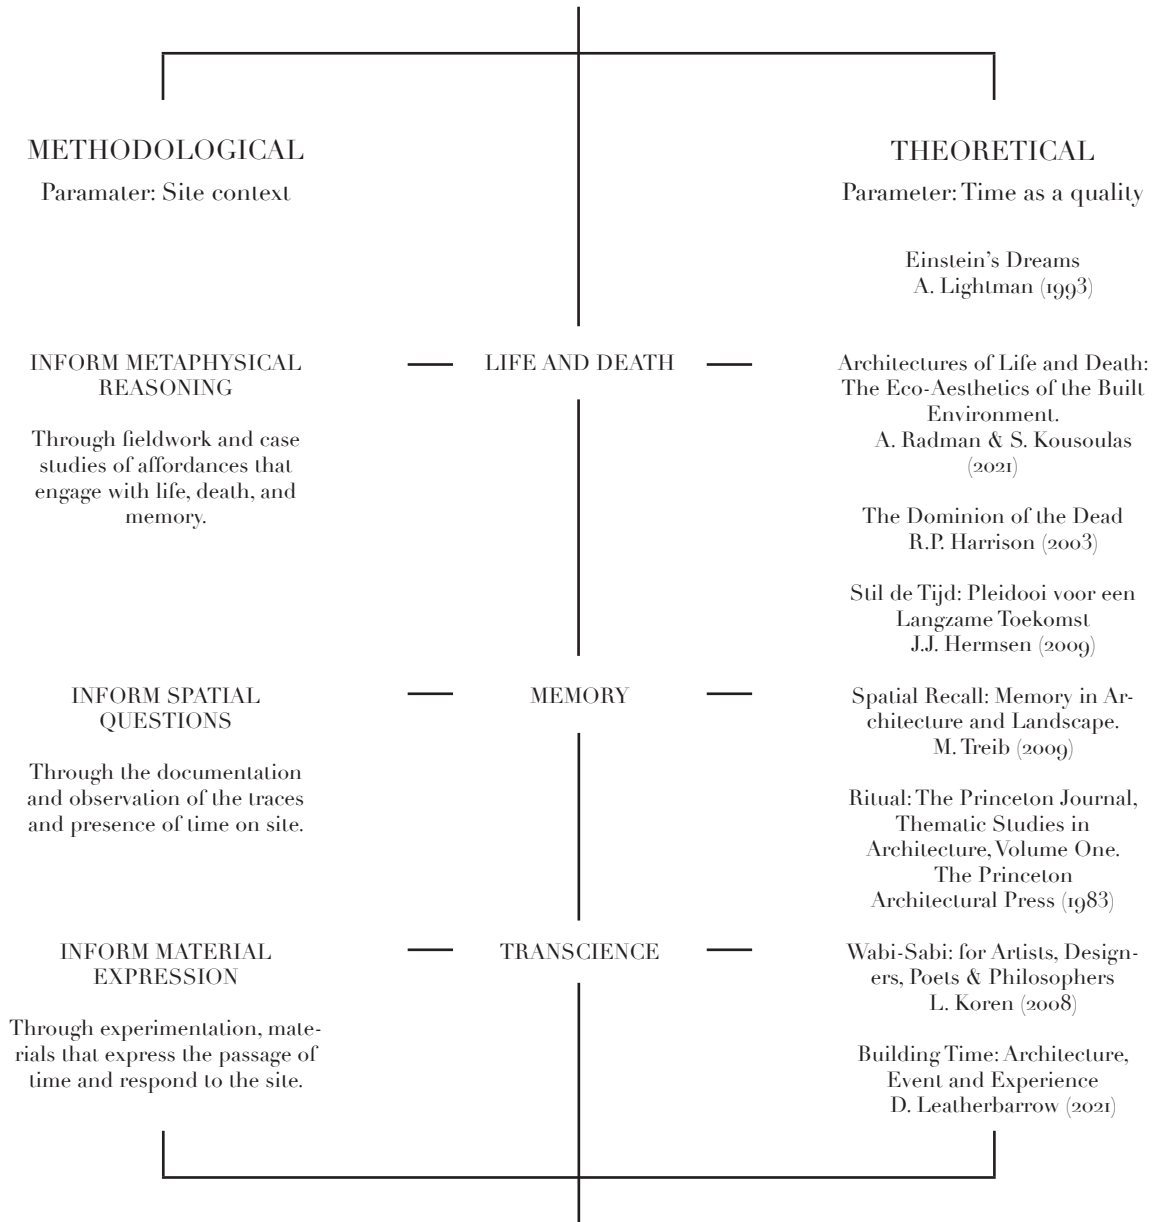 METHODOLOGICAL
Paramater: Site context
THEORETICAL
Parameter: Time as a quality
Einstein's Dreams
A. Lightman (1993)
INFORM METAPHYSICAL
REASONING
Through fieldwork and case
studies of affordances that
engage with life, death, and
memory.
LIFE AND DEATH
Architectures of Life and Death:
The Eco-Aesthetics of the Built
Environment.
A. Radman & S. Kousoulas
(2021)
The Dominion of the Dead
R.P. Harrison (2003)
Stil de Tijd: Pleidooi voor een
Langzame Toekomst
J.J. Hermsen (2009)
INFORM SPATIAL
QUESTIONS
Through the documentation
and observation of the traces
and presence of time on site.
MEMORY
Spatial Recall: Memory in Ar-
chitecture and Landscape.
M. Treib (2009)
Ritual: The Princeton Journal,
Thematic Studies in
Architecture, Volume One.
The Princeton
Architectural Press (1983)
INFORM MATERIAL
EXPRESSION
Through experimentation, mate-
rials that express the passage of
time and respond to the site.
TRANSCIENCE
Wabi-Sabi: for Artists, Design-
ers, Poets & Philosophers
L. Koren (2008)
Building Time: Architecture,
Event and Experience
D. Leatherbarrow (2021)